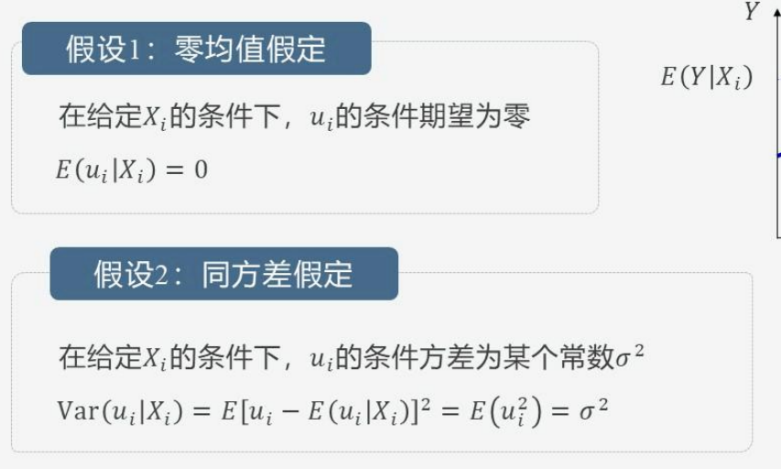 Y
假设1：零均值假定
E(Y|Xᵢ)
在给定Xᵢ的条件下，uᵢ的条件期望为零
E(uᵢ|Xᵢ) = 0
假设2：同方差假定
在给定Xᵢ的条件下，uᵢ的条件方差为某个常数σ²
Var(uᵢ|Xᵢ) = E[uᵢ − E(uᵢ|Xᵢ)]² = E(uᵢ²) = σ²